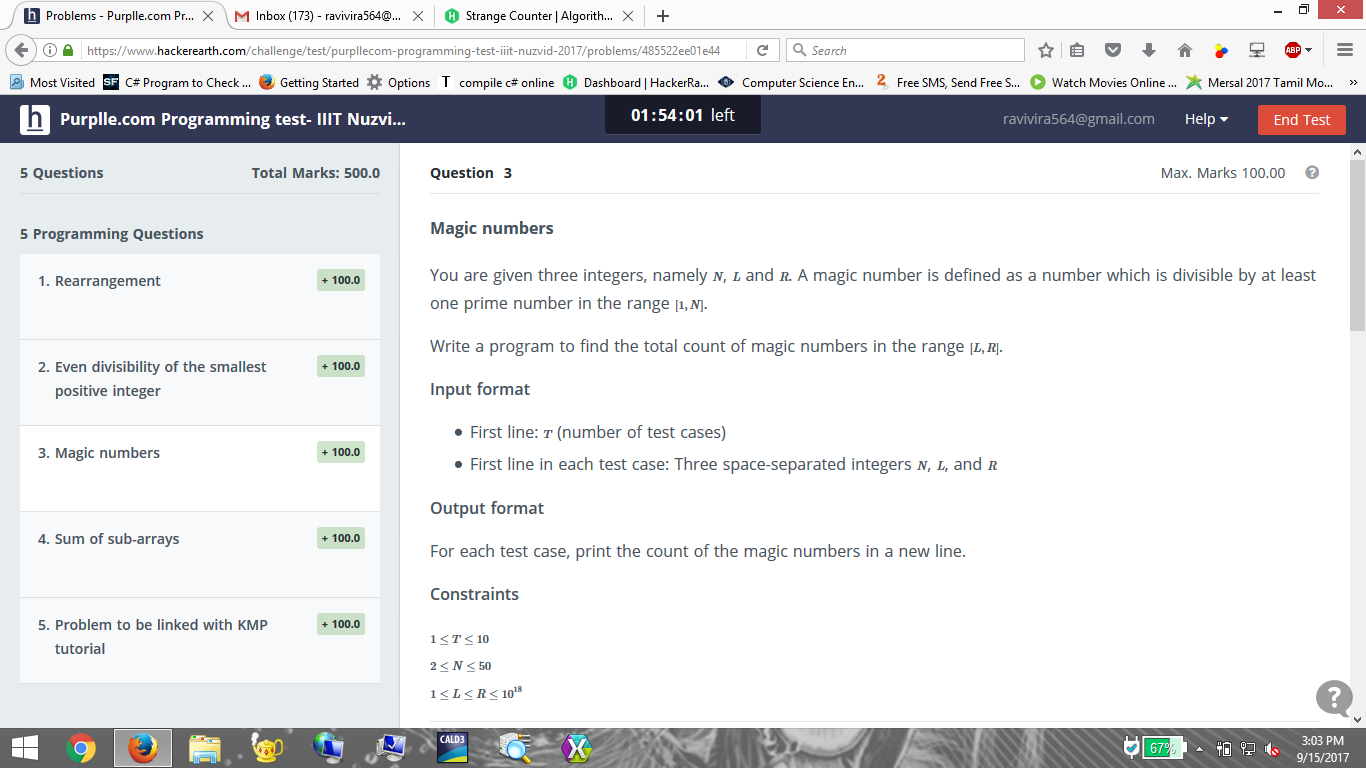 Problems - Purplle.com Pr...
Inbox (173) - ravivira564@...
Strange Counter | Algorith...
https://www.hackerearth.com/challenge/test/purpllecom-programming-test-iiit-nuzvid-2017/problems/485522ee01e44
Search
ABP
Most Visited
SF C# Program to Check ...
Getting Started
Options
T compile c# online
Dashboard | HackerRa...
Computer Science En...
2 Free SMS, Send Free S...
Watch Movies Online ...
Mersal 2017 Tamil Mo...
h Purplle.com Programming test- IIIT Nuzvi...
01:54:01 left
ravivira564@gmail.com
Help
End Test
5 Questions
Total Marks: 500.0
5 Programming Questions
1. Rearrangement
+ 100.0
2. Even divisibility of the smallest
positive integer
+ 100.0
3. Magic numbers
+ 100.0
4. Sum of sub-arrays
+ 100.0
5. Problem to be linked with KMP
tutorial
+ 100.0
Question 3
Max. Marks 100.00
?
Magic numbers
You are given three integers, namely N, L and R. A magic number is defined as a number which is divisible by at least
one prime number in the range [1, N].
Write a program to find the total count of magic numbers in the range [L, R].
Input format
• First line: T (number of test cases)
• First line in each test case: Three space-separated integers N, L, and R
Output format
For each test case, print the count of the magic numbers in a new line.
Constraints
1 ≤ T ≤ 10
2 ≤ N ≤ 50
1 ≤ L ≤ R ≤ 10¹⁸
?
CALD3
67%
3:03 PM
9/15/2017